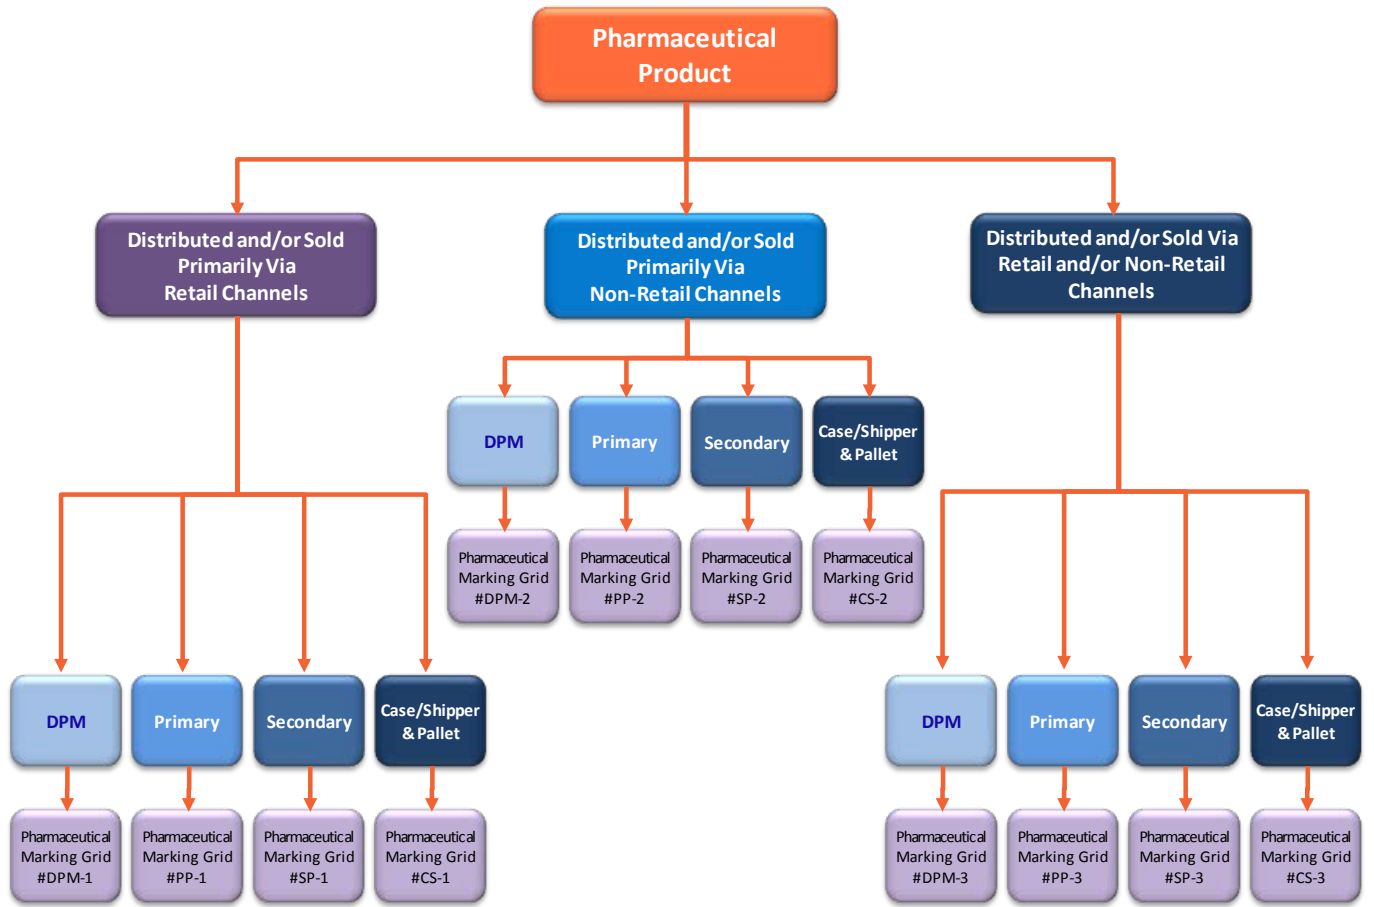 Pharmaceutical
Product
Distributed and/or Sold
Primarily Via
Retail Channels
Distributed and/or Sold
Primarily Via
Non-Retail Channels
Distributed and/or Sold Via
Retail and/or Non-Retail
Channels
DPM
Primary
Secondary
Case/Shipper
& Pallet
Pharmaceutical
Marking Grid
#DPM-2
Pharmaceutical
Marking Grid
#PP-2
Pharmaceutical
Marking Grid
#SP-2
Pharmaceutical
Marking Grid
#CS-2
DPM
Primary
Secondary
Case/Shipper
& Pallet
DPM
Primary
Secondary
Case/Shipper
& Pallet
Pharmaceutical
Marking Grid
#DPM-1
Pharmaceutical
Marking Grid
#PP-1
Pharmaceutical
Marking Grid
#SP-1
Pharmaceutical
Marking Grid
#CS-1
Pharmaceutical
Marking Grid
#DPM-3
Pharmaceutical
Marking Grid
#PP-3
Pharmaceutical
Marking Grid
#SP-3
Pharmaceutical
Marking Grid
#CS-3